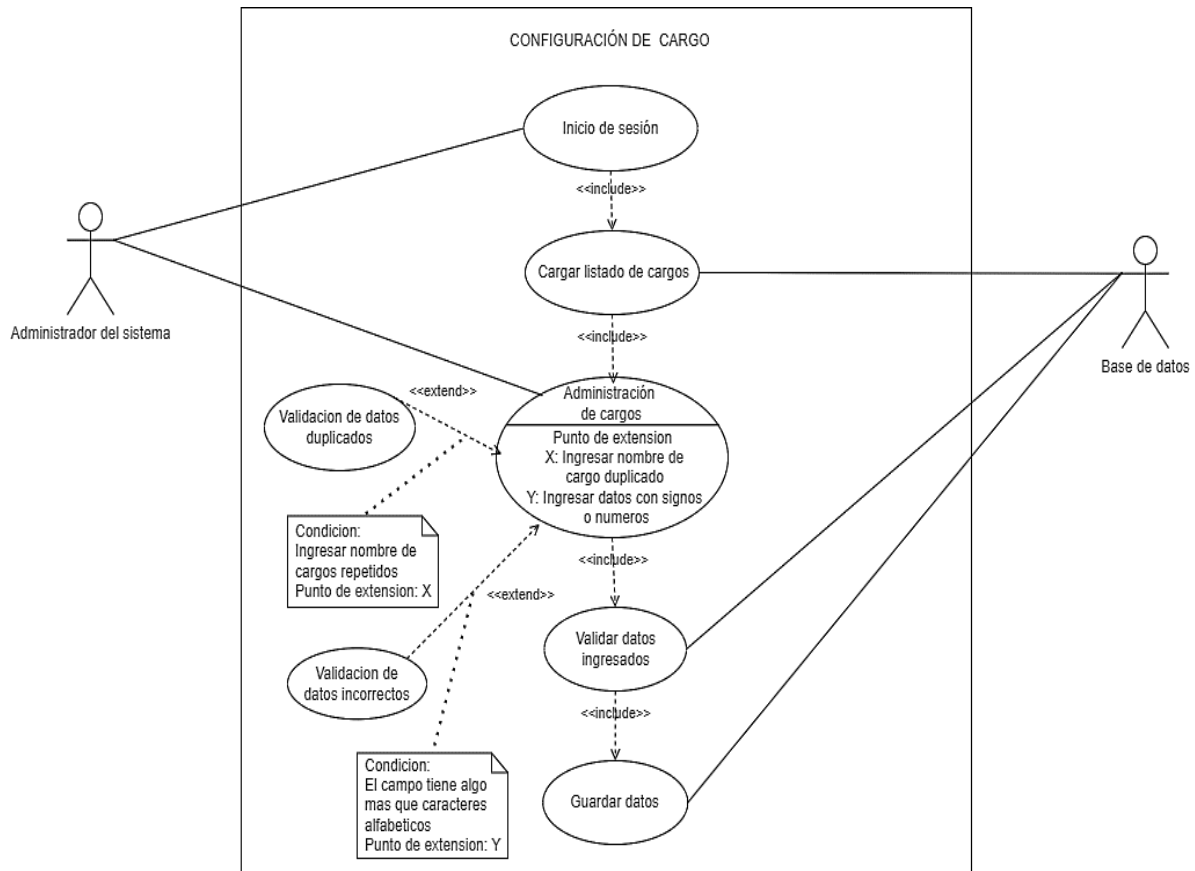 CONFIGURACIÓN DE CARGO
Inicio de sesión
<<include>>
Cargar listado de cargos
Administrador del sistema
Base de datos
<<include>>
<<extend>>
Validacion de datos
duplicados
Administración
de cargos
Punto de extension
X: Ingresar nombre de
cargo duplicado
Y: Ingresar datos con signos
o numeros
Condicion:
Ingresar nombre de
cargos repetidos
Punto de extension: X
<<include>>
<<extend>>
Validar datos
ingresados
Validacion de
datos incorrectos
<<include>>
Condicion:
El campo tiene algo
mas que caracteres
alfabeticos
Punto de extension: Y
Guardar datos